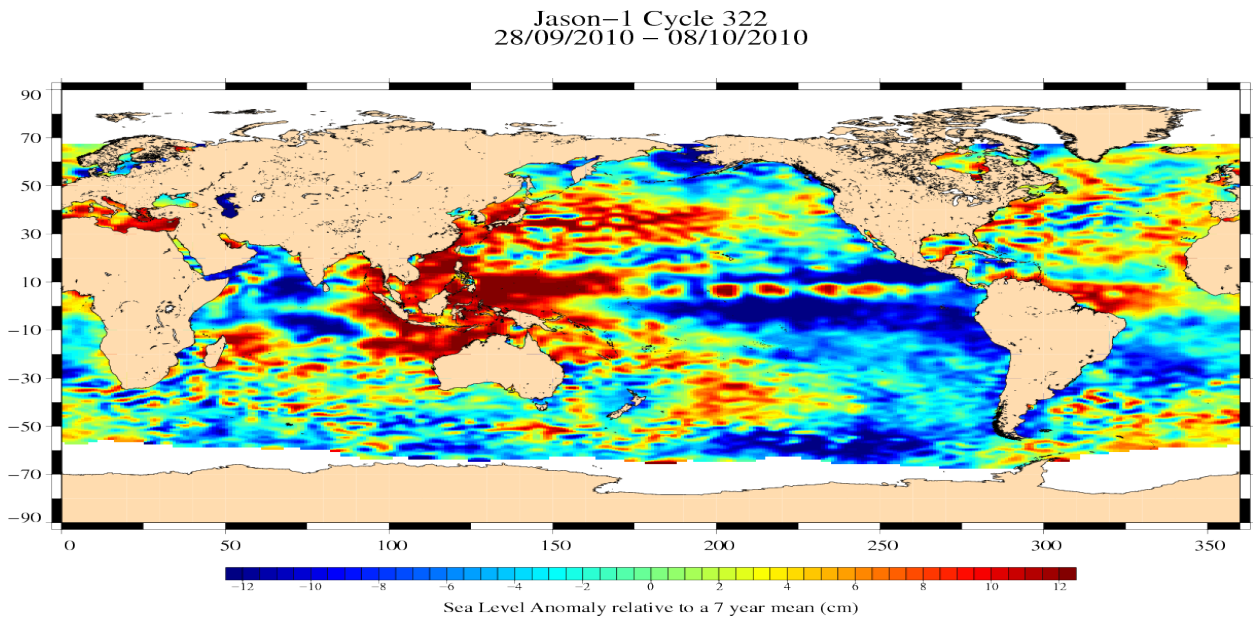 Jason−1 Cycle 322
28/09/2010 − 08/10/2010
90
70
50
30
10
−10
−30
−50
−70
−90
0 50 100 150 200 250 300 350
−12 −10 −8 −6 −4 −2 0 2 4 6 8 10 12
Sea Level Anomaly relative to a 7 year mean (cm)